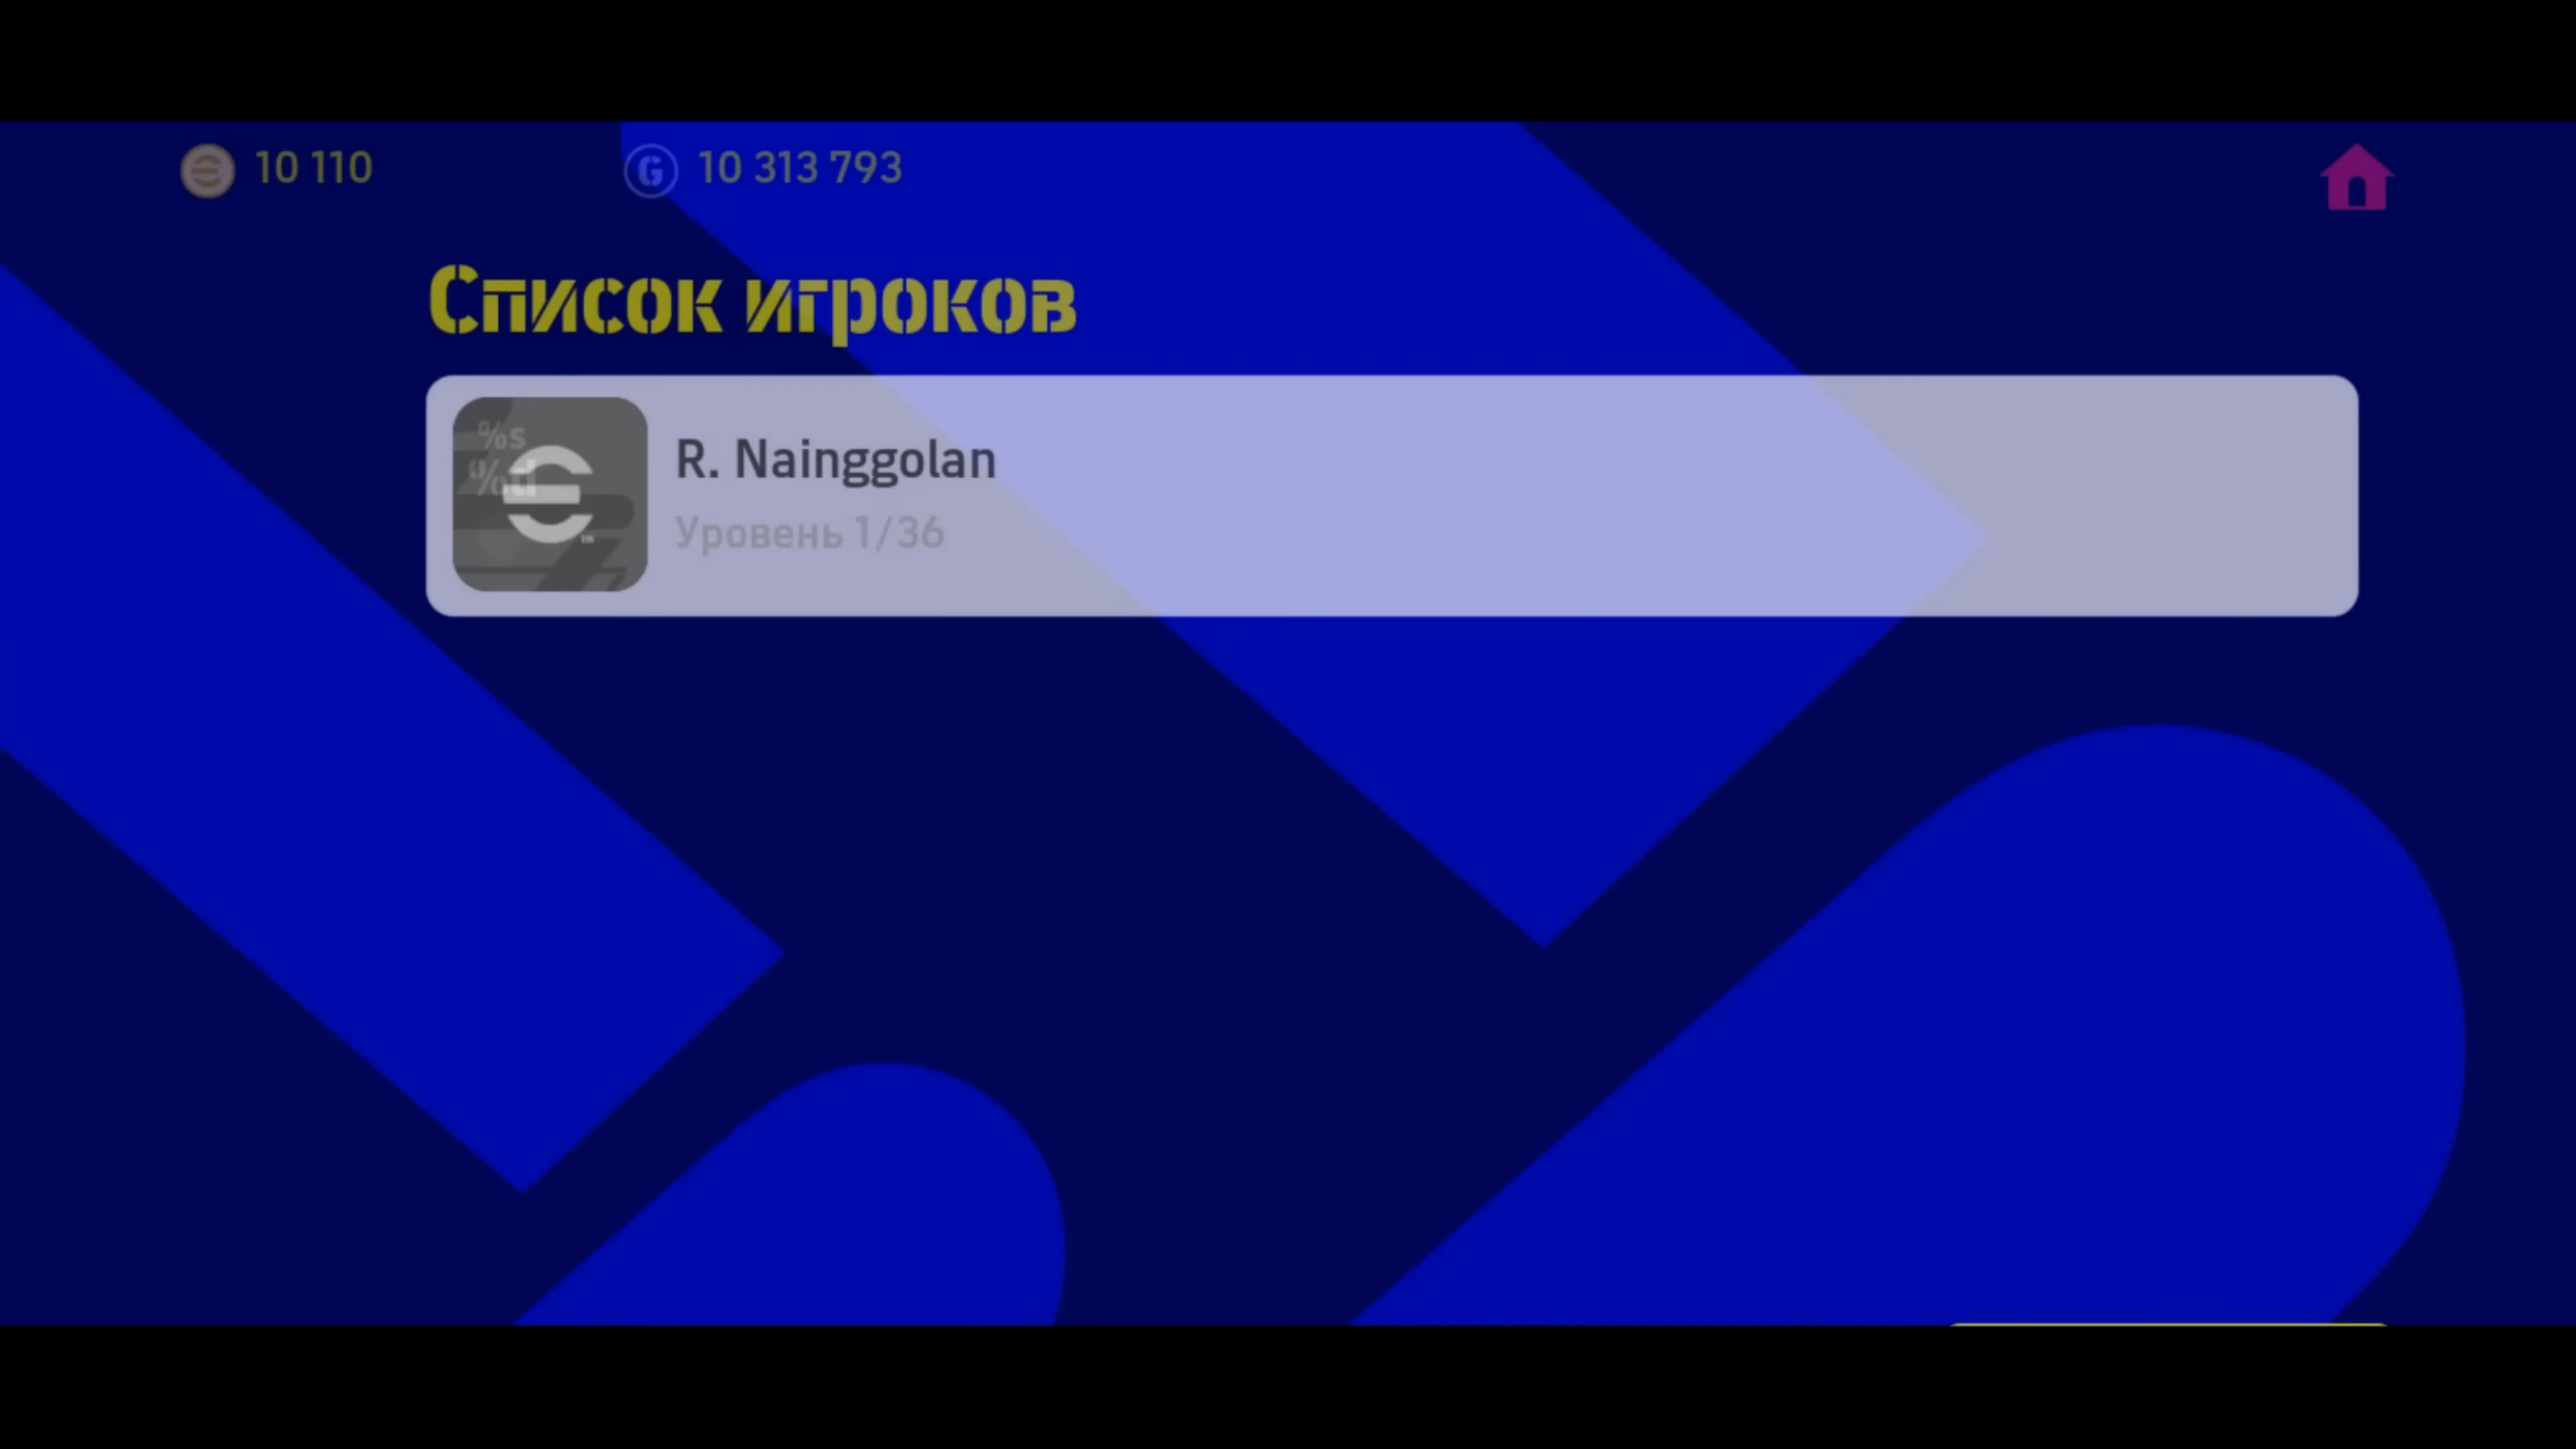 10 110
10 313 793
Список игроков
%s
%d
R. Nainggolan
Уровень 1/36